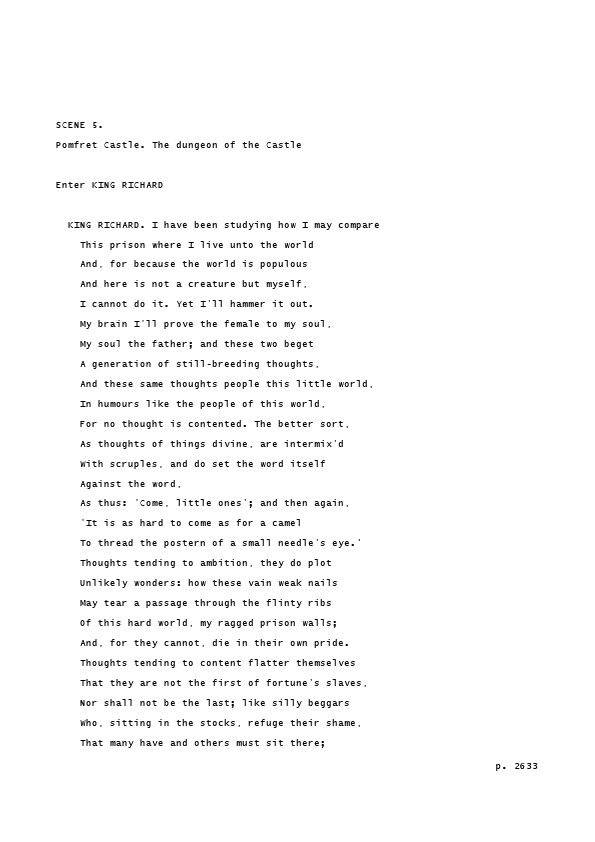 SCENE 5.
Pomfret Castle. The dungeon of the Castle
Enter KING RICHARD
KING RICHARD. I have been studying how I may compare
This prison where I live unto the world
And, for because the world is populous
And here is not a creature but myself,
I cannot do it. Yet I'll hammer it out.
My brain I'll prove the female to my soul,
My soul the father; and these two beget
A generation of still-breeding thoughts,
And these same thoughts people this little world,
In humours like the people of this world,
For no thought is contented. The better sort,
As thoughts of things divine, are intermix'd
With scruples, and do set the word itself
Against the word,
As thus: 'Come, little ones'; and then again,
'It is as hard to come as for a camel
To thread the postern of a small needle's eye.'
Thoughts tending to ambition, they do plot
Unlikely wonders: how these vain weak nails
May tear a passage through the flinty ribs
Of this hard world, my ragged prison walls;
And, for they cannot, die in their own pride.
Thoughts tending to content flatter themselves
That they are not the first of fortune's slaves,
Nor shall not be the last; like silly beggars
Who, sitting in the stocks, refuge their shame,
That many have and others must sit there;
p. 2633